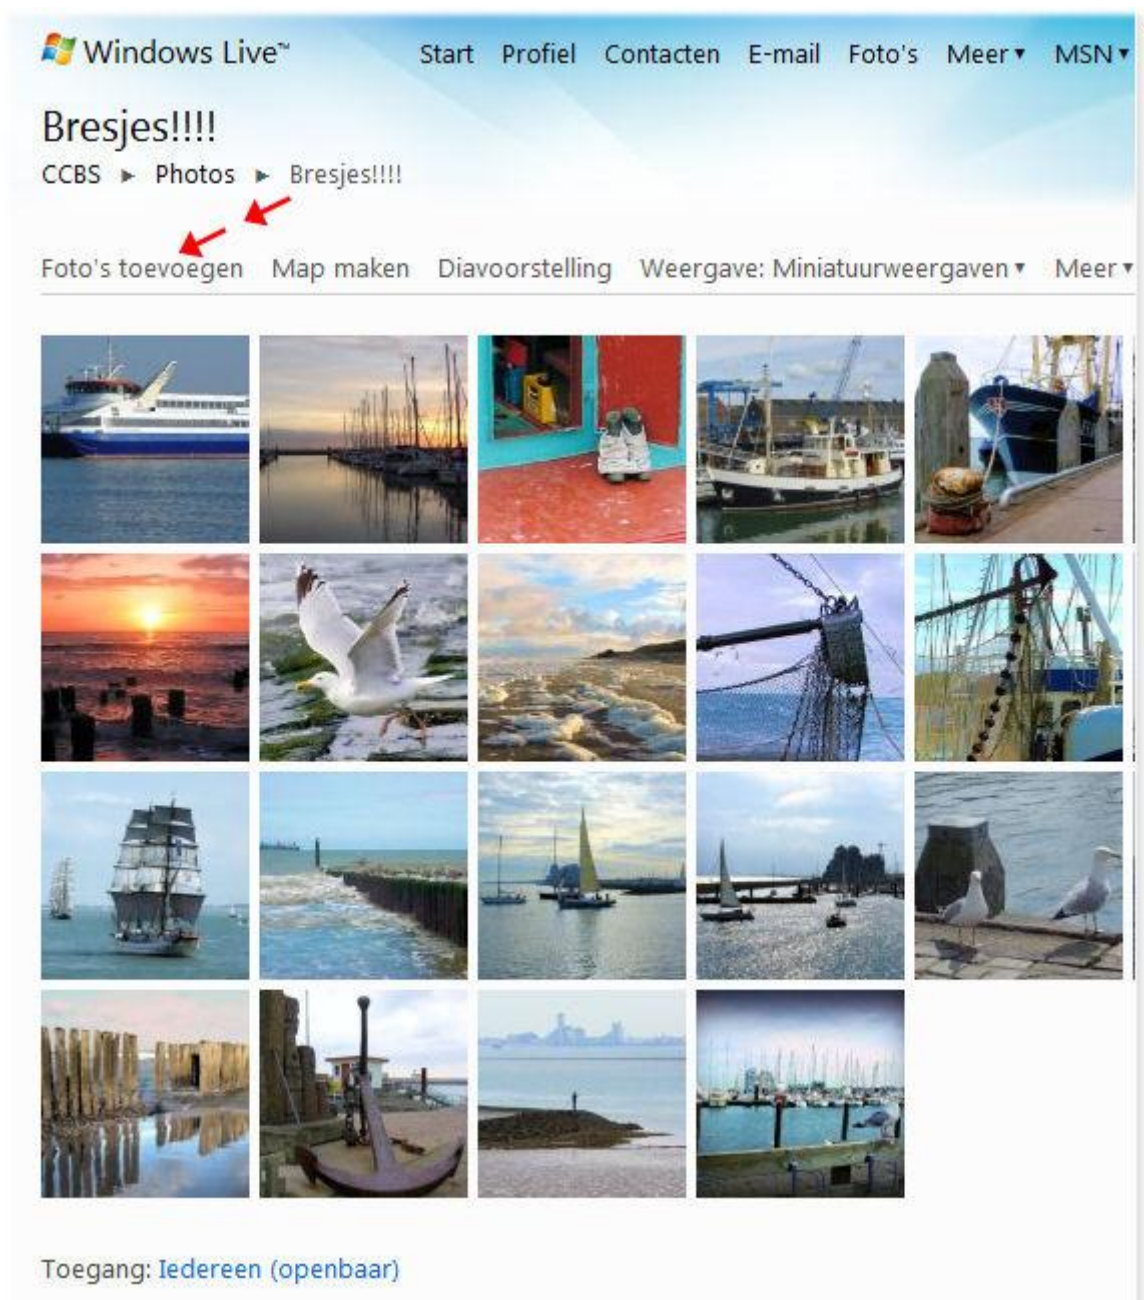 Windows Live™
Start Profiel Contacten E-mail Foto's Meer▾ MSN▾
Bresjes!!!!
CCBS ▸ Photos ▸ Bresjes!!!!
Foto's toevoegen Map maken Diavoorstelling Weergave: Miniatuurweergaven▾ Meer▾
Toegang: Iedereen (openbaar)